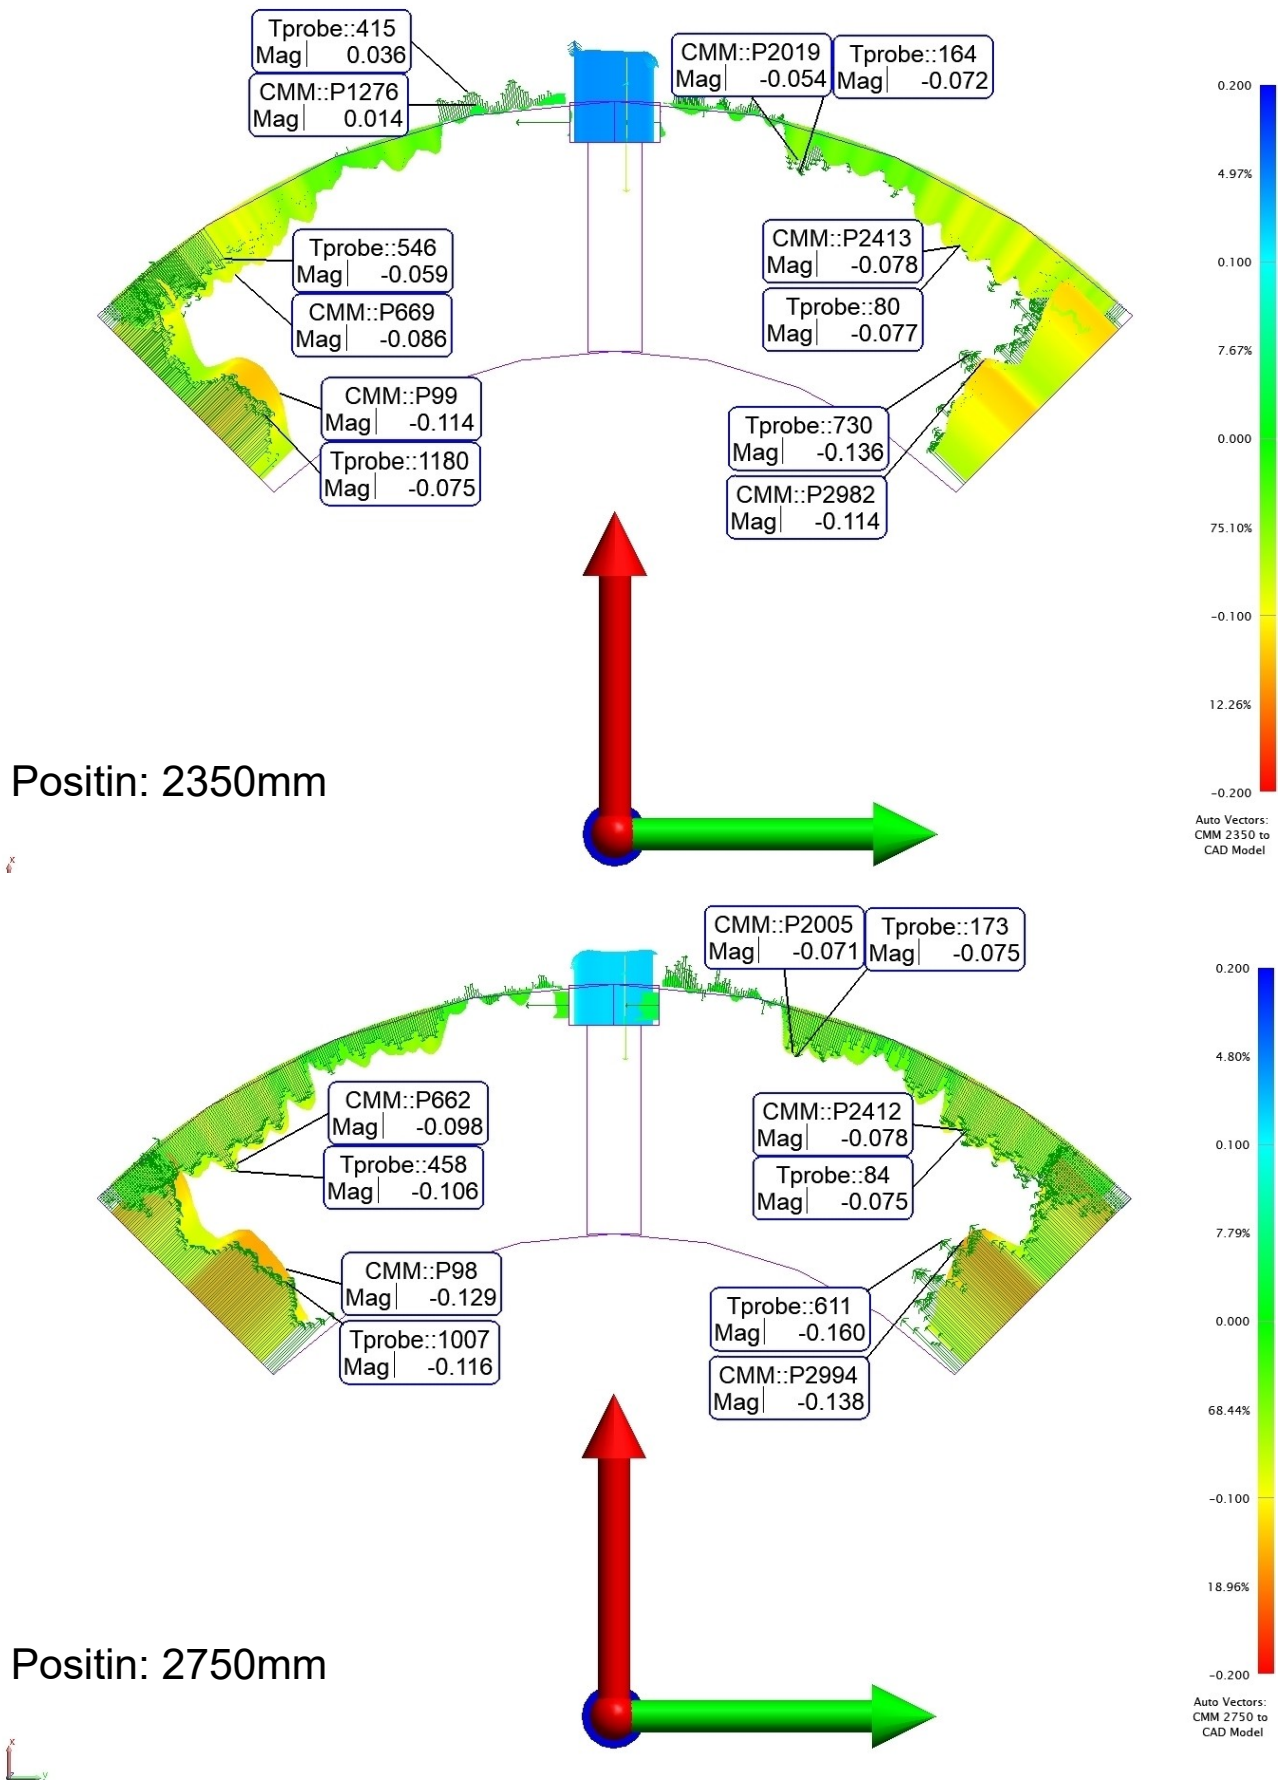 Tprobe::415
Mag 0.036
CMM::P1276
Mag 0.014
CMM::P2019
Mag -0.054
Tprobe::164
Mag -0.072
Tprobe::546
Mag -0.059
CMM::P669
Mag -0.086
CMM::P2413
Mag -0.078
Tprobe::80
Mag -0.077
CMM::P99
Mag -0.114
Tprobe::1180
Mag -0.075
Tprobe::730
Mag -0.136
CMM::P2982
Mag -0.114
0.200
4.97%
0.100
7.67%
0.000
75.10%
-0.100
12.26%
-0.200
Auto Vectors:
CMM 2350 to
CAD Model
Positin: 2350mm
x
CMM::P2005
Mag -0.071
Tprobe::173
Mag -0.075
CMM::P662
Mag -0.098
Tprobe::458
Mag -0.106
CMM::P2412
Mag -0.078
Tprobe::84
Mag -0.075
CMM::P98
Mag -0.129
Tprobe::1007
Mag -0.116
Tprobe::611
Mag -0.160
CMM::P2994
Mag -0.138
0.200
4.80%
0.100
7.79%
0.000
68.44%
-0.100
18.96%
-0.200
Auto Vectors:
CMM 2750 to
CAD Model
Positin: 2750mm
x
y